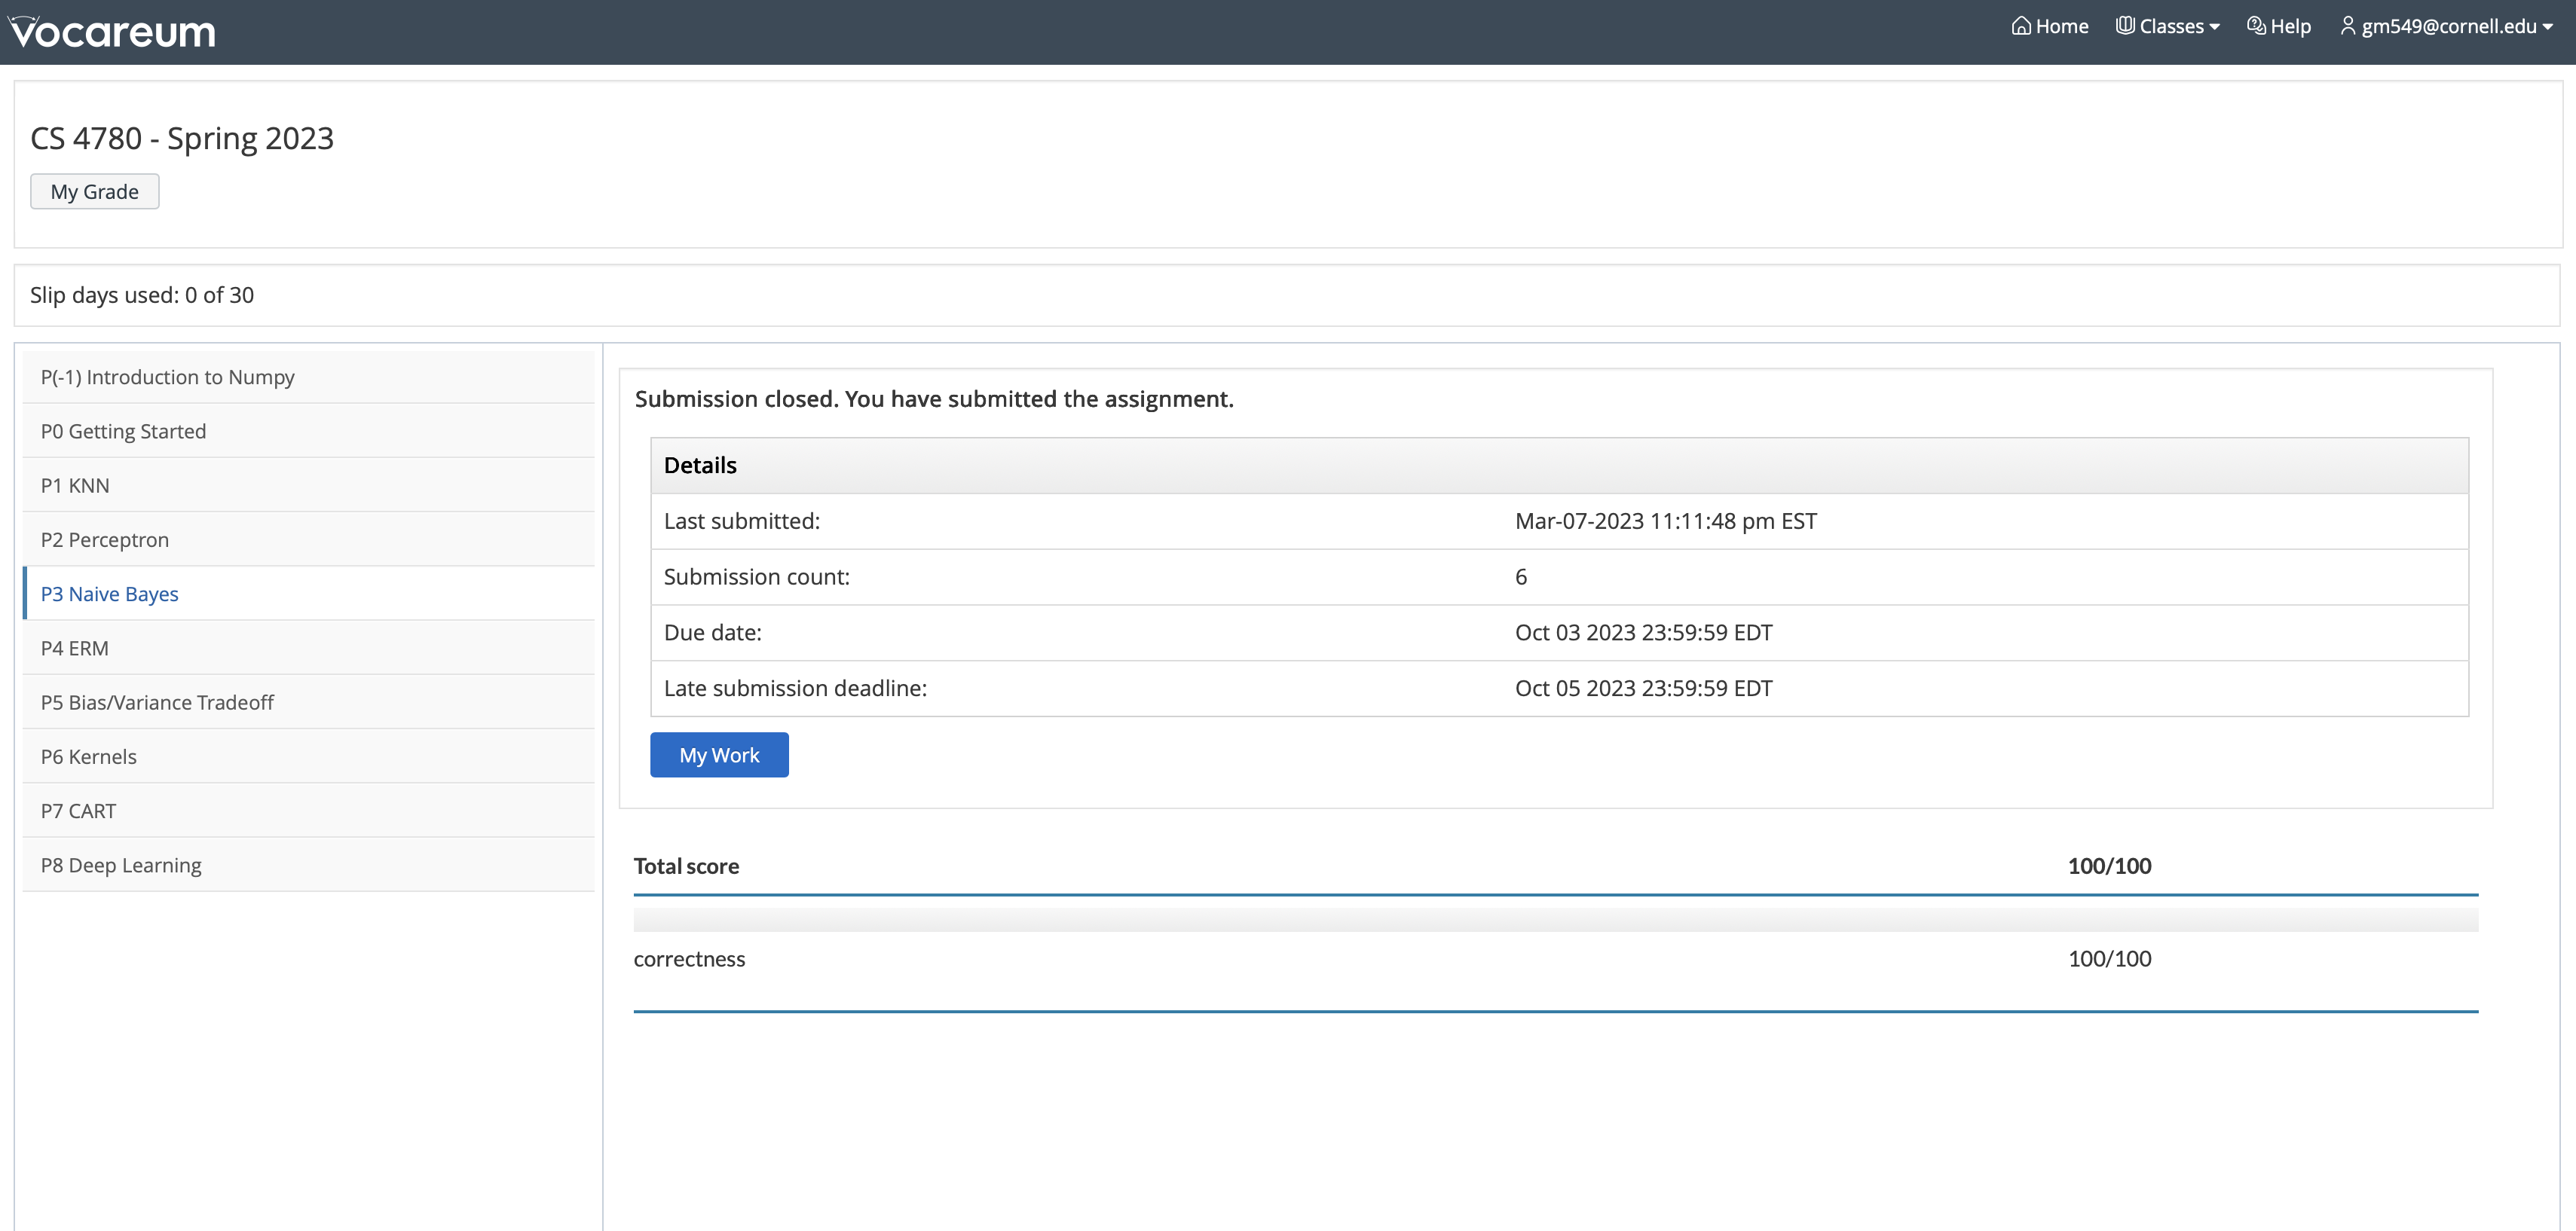 Vocareum
Home Classes Help gm549@cornell.edu
CS 4780 - Spring 2023
My Grade
Slip days used: 0 of 30
P(-1) Introduction to Numpy
P0 Getting Started
P1 KNN
P2 Perceptron
P3 Naive Bayes
P4 ERM
P5 Bias/Variance Tradeoff
P6 Kernels
P7 CART
P8 Deep Learning
Submission closed. You have submitted the assignment.
Details
Last submitted: Mar-07-2023 11:11:48 pm EST
Submission count: 6
Due date: Oct 03 2023 23:59:59 EDT
Late submission deadline: Oct 05 2023 23:59:59 EDT
My Work
Total score 100/100
correctness 100/100